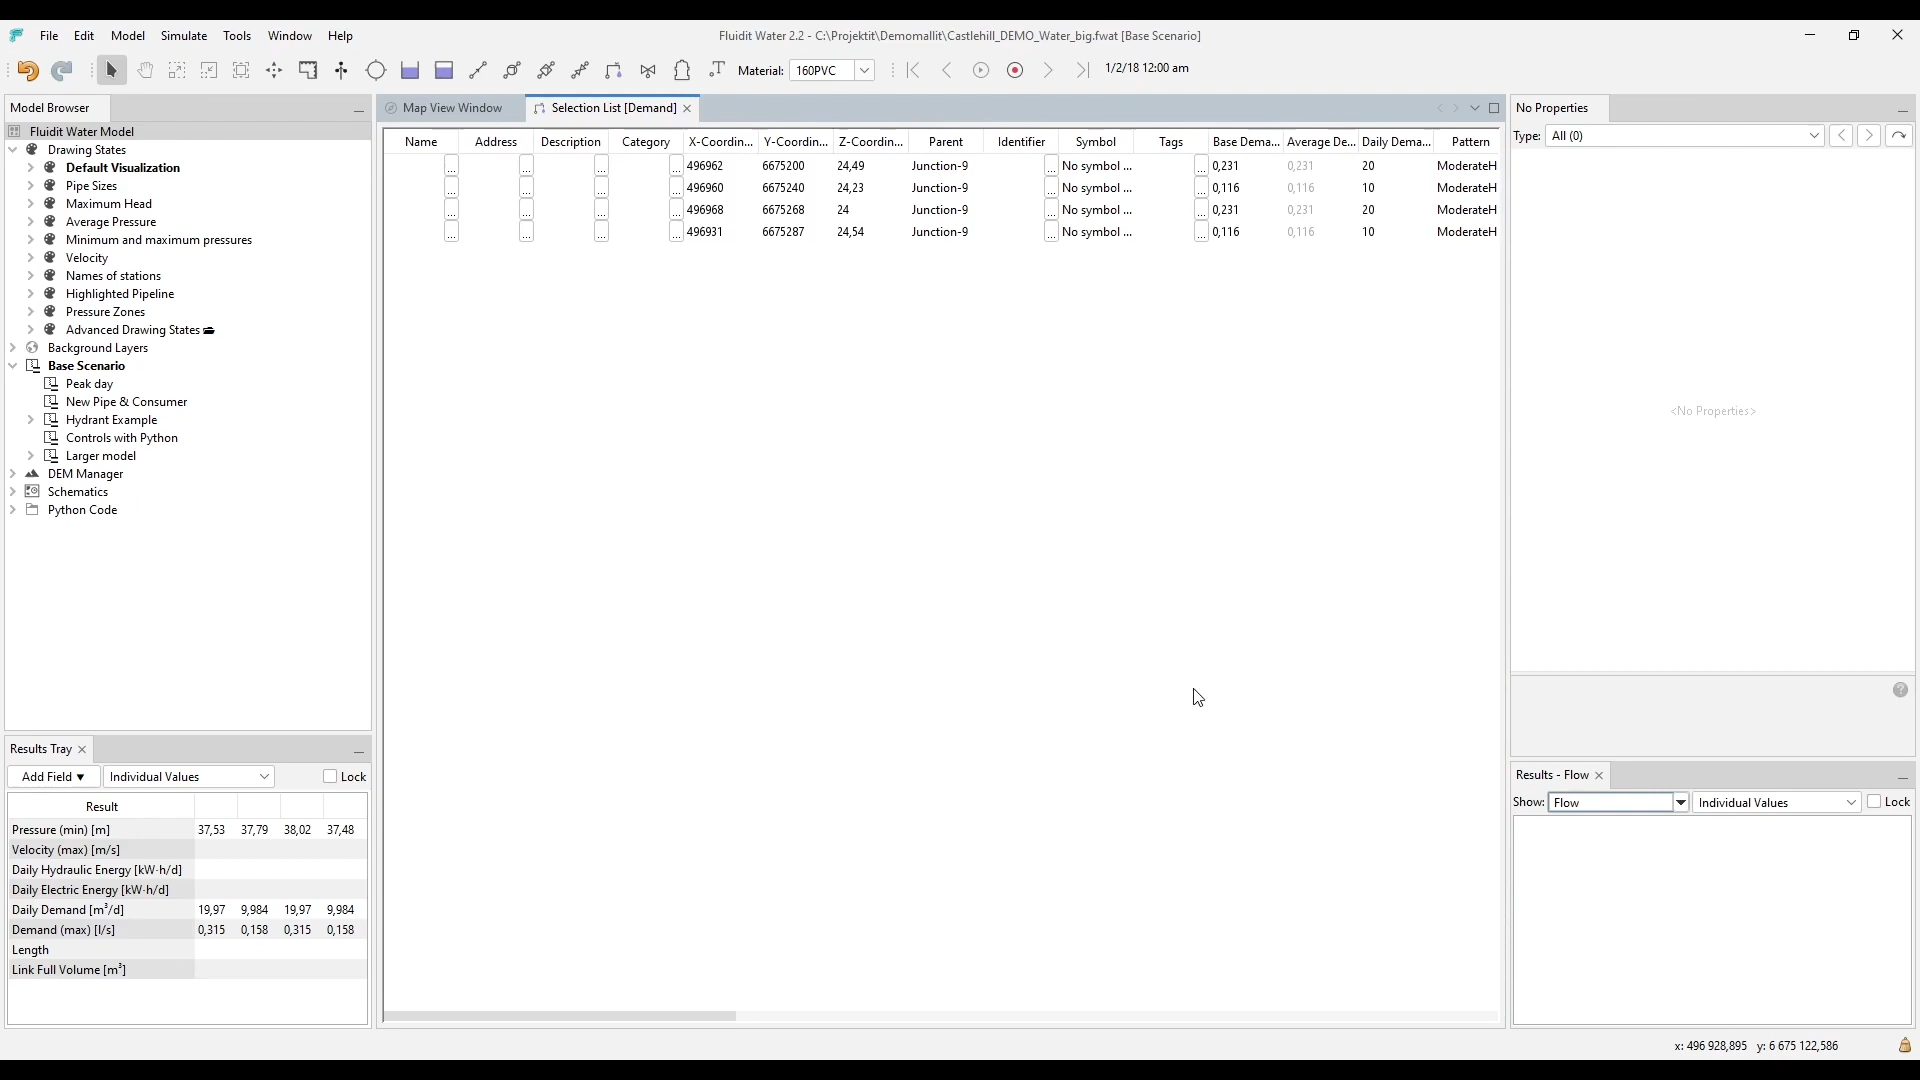 File Edit Model Simulate Tools Window Help
Fluidit Water 2.2 - C:\Projektit\Demomallit\Castlehill_DEMO_Water_big.fwat [Base Scenario]
Material: 160PVC
1/2/18 12:00 am
Model Browser
Fluidit Water Model
Drawing States
Default Visualization
Pipe Sizes
Maximum Head
Average Pressure
Minimum and maximum pressures
Velocity
Names of stations
Highlighted Pipeline
Pressure Zones
Advanced Drawing States
Background Layers
Base Scenario
Peak day
New Pipe & Consumer
Hydrant Example
Controls with Python
Larger model
DEM Manager
Schematics
Python Code
Results Tray
Add Field Individual Values Lock
Result
Pressure (min) [m] 37,53 37,79 38,02 37,48
Velocity (max) [m/s]
Daily Hydraulic Energy [kW·h/d]
Daily Electric Energy [kW·h/d]
Daily Demand [m³/d] 19,97 9,984 19,97 9,984
Demand (max) [l/s] 0,315 0,158 0,315 0,158
Length
Link Full Volume [m³]
Map View Window Selection List [Demand]
Name Address Description Category X-Coordin... Y-Coordin... Z-Coordin... Parent Identifier Symbol Tags Base Dema... Average De... Daily Dema... Pattern
... ... ... ... 496962 6675200 24,49 Junction-9 ... No symbol ... ... 0,231 0,231 20 ModerateH
... ... ... ... 496960 6675240 24,23 Junction-9 ... No symbol ... ... 0,116 0,116 10 ModerateH
... ... ... ... 496968 6675268 24 Junction-9 ... No symbol ... ... 0,231 0,231 20 ModerateH
... ... ... ... 496931 6675287 24,54 Junction-9 ... No symbol ... ... 0,116 0,116 10 ModerateH
No Properties
Type: All (0)
<No Properties>
?
Results - Flow
Show: Flow Individual Values Lock
x: 496 928,895 y: 6 675 122,586